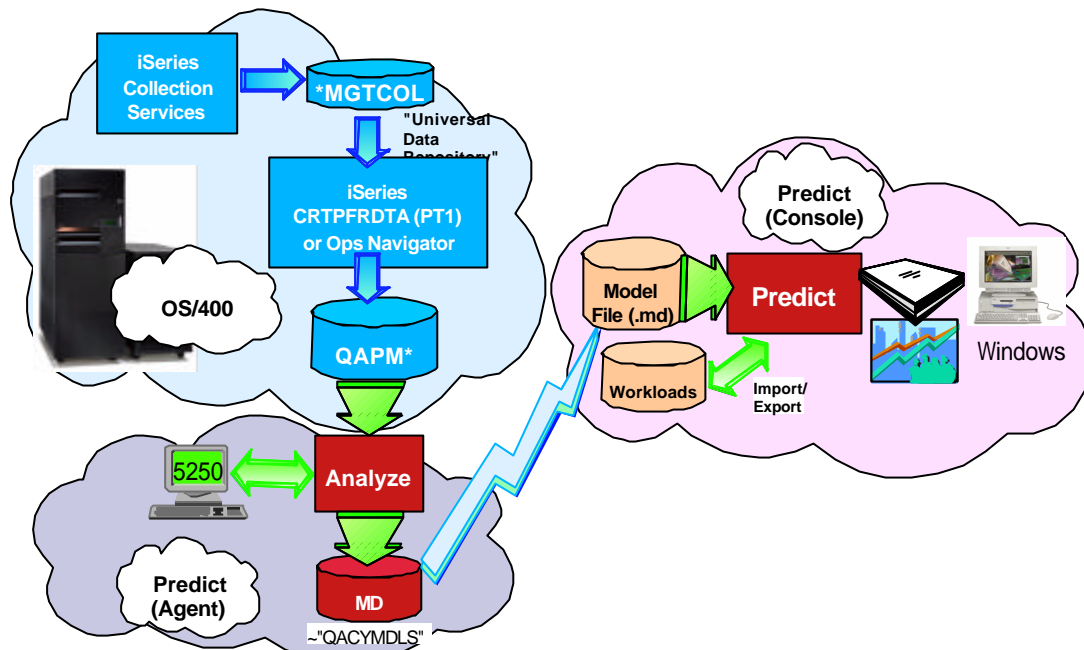 iSeries
Collection
Services
*MGTCOL
"Universal
Data
Repository"
iSeries
CRTPFRDTA (PT1)
or Ops Navigator
OS/400
QAPM*
5250
Analyze
Predict
(Agent)
MD
~"QACYMDLS"
Predict
(Console)
Model
File (.md)
Predict
Workloads
Import/
Export
Windows